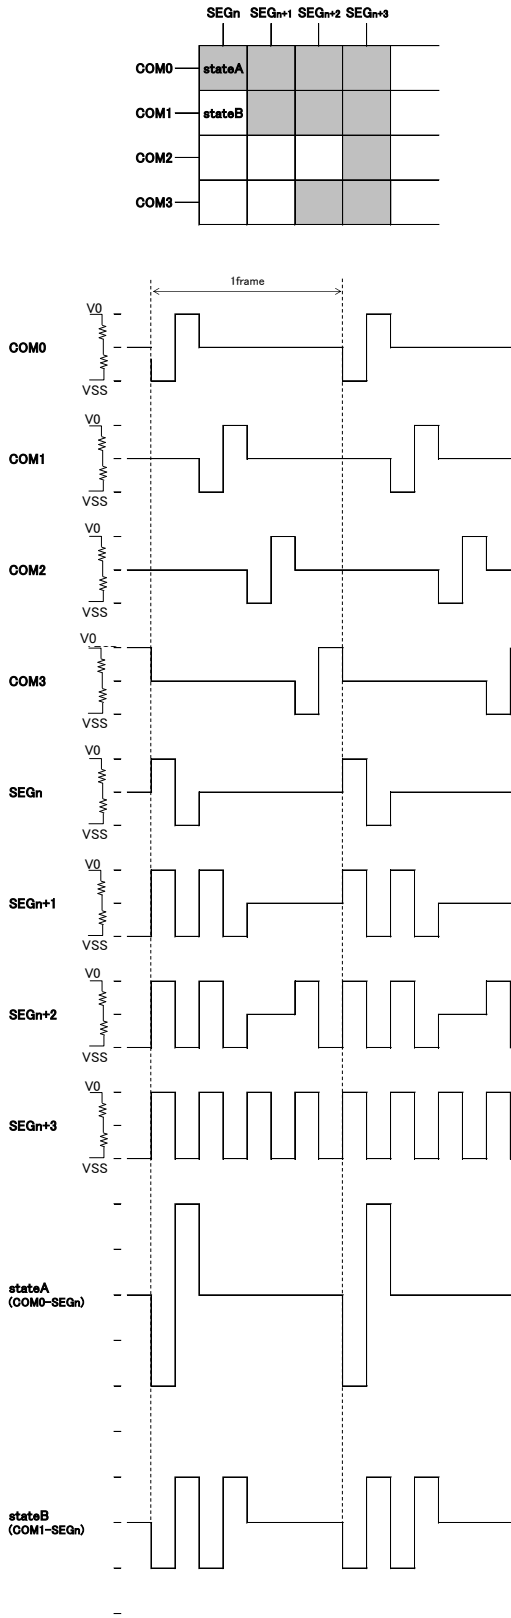 SEGn SEGn+1 SEGn+2 SEGn+3
COM0 stateA
COM1 stateB
COM2
COM3
1frame
V0
COM0
VSS
V0
COM1
VSS
V0
COM2
VSS
V0
COM3
VSS
V0
SEGn
VSS
V0
SEGn+1
VSS
V0
SEGn+2
VSS
V0
SEGn+3
VSS
stateA
(COM0-SEGn)
stateB
(COM1-SEGn)